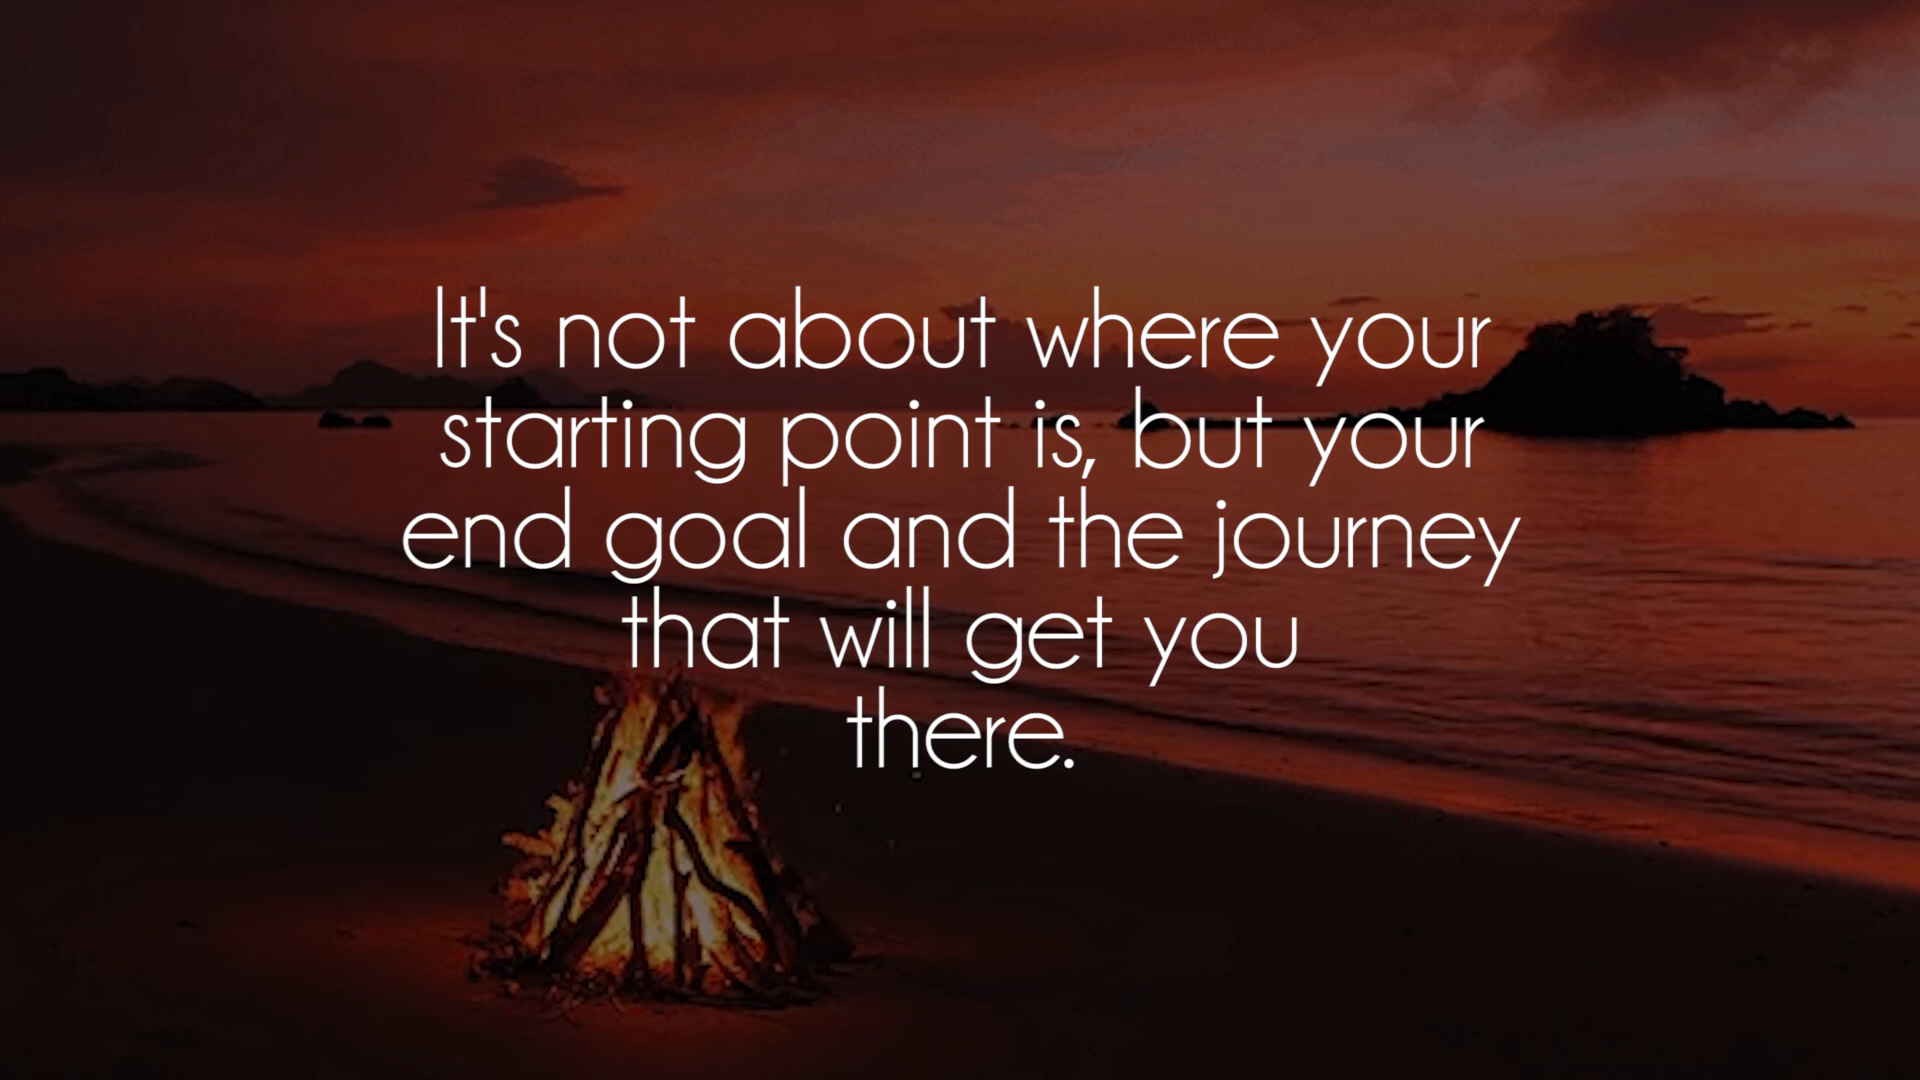 It's not about where your
starting point is, but your
end goal and the journey
that will get you
there.